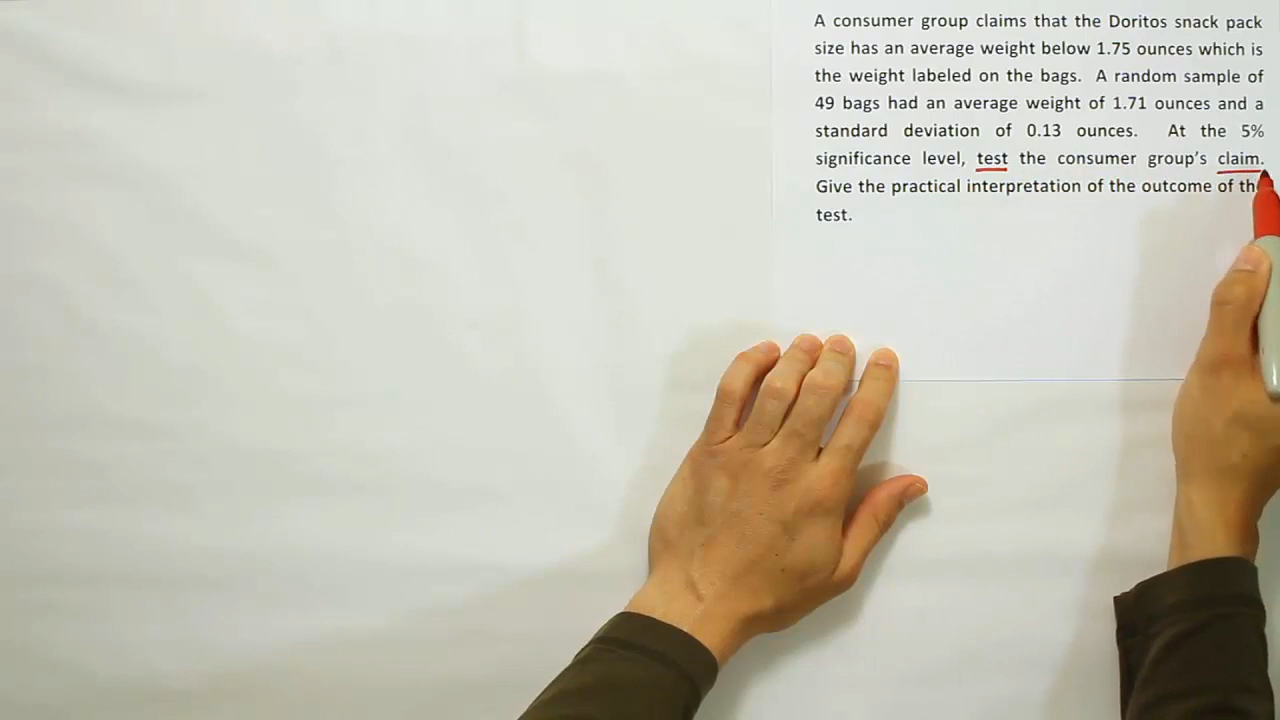 A consumer group claims that the Doritos snack pack
size has an average weight below 1.75 ounces which is
the weight labeled on the bags. A random sample of
49 bags had an average weight of 1.71 ounces and a
standard deviation of 0.13 ounces. At the 5%
significance level, test the consumer group's claim.
Give the practical interpretation of the outcome of the
test.